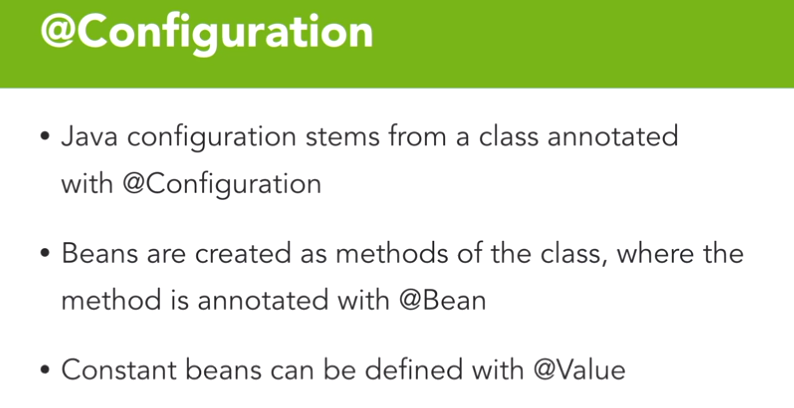 @Configuration
• Java configuration stems from a class annotated
with @Configuration
• Beans are created as methods of the class, where the
method is annotated with @Bean
• Constant beans can be defined with @Value